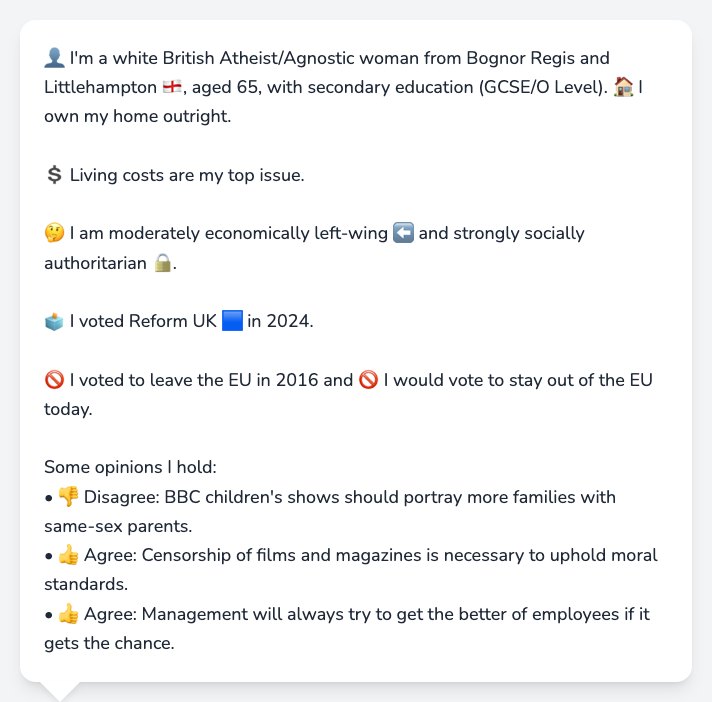 👤 I'm a white British Atheist/Agnostic woman from Bognor Regis and
Littlehampton 🏴󠁧󠁢󠁥󠁮󠁧󠁿, aged 65, with secondary education (GCSE/O Level). 🏠 I
own my home outright.
💲 Living costs are my top issue.
🤔 I am moderately economically left-wing ⬅️ and strongly socially
authoritarian 🔒.
🗳️ I voted Reform UK 🟦 in 2024.
🚫 I voted to leave the EU in 2016 and 🚫 I would vote to stay out of the EU
today.
Some opinions I hold:
• 👎 Disagree: BBC children's shows should portray more families with
same-sex parents.
• 👍 Agree: Censorship of films and magazines is necessary to uphold moral
standards.
• 👍 Agree: Management will always try to get the better of employees if it
gets the chance.